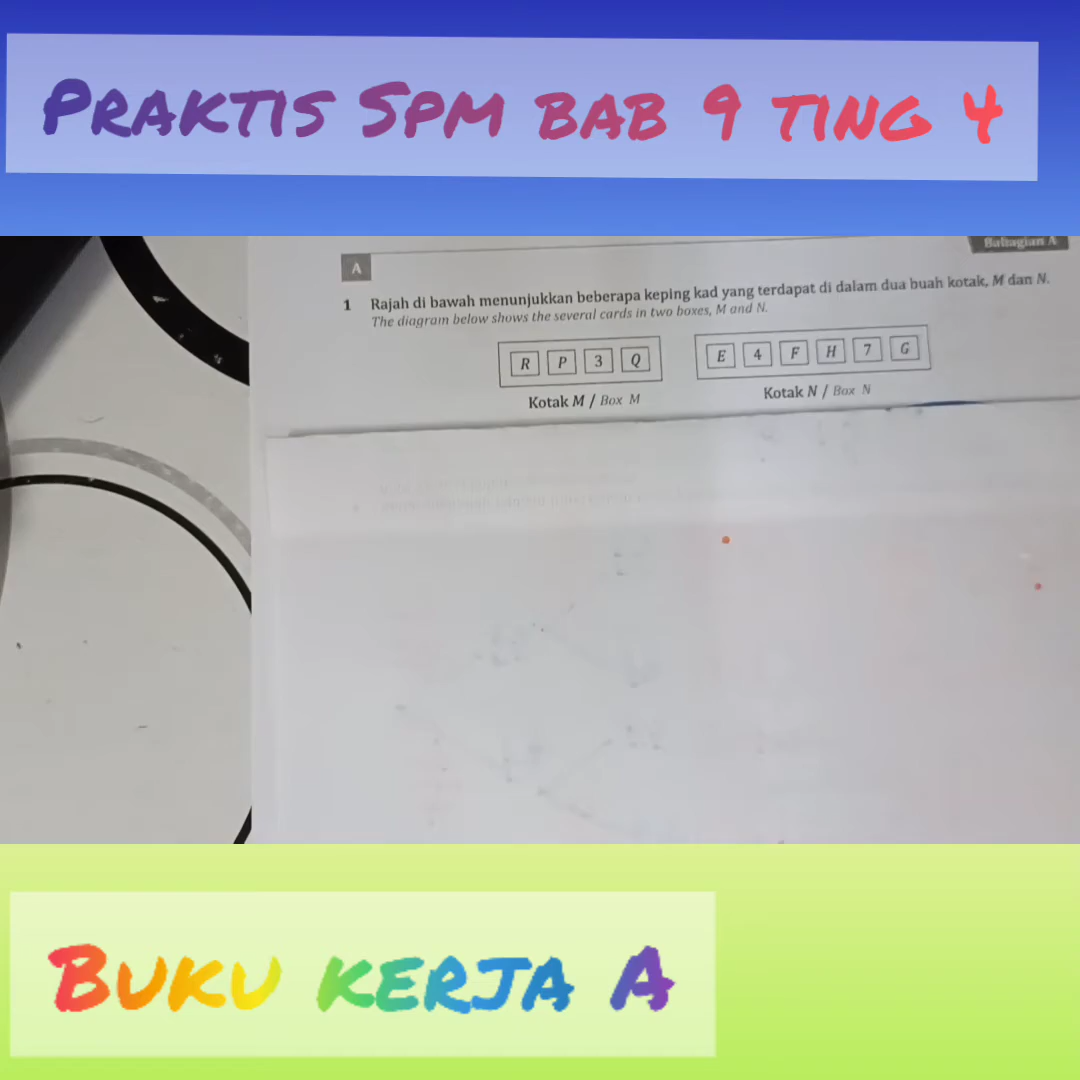 PRAKTIS SPM BAB 9 TING 4
Bahagian A
A
1 Rajah di bawah menunjukkan beberapa keping kad yang terdapat di dalam dua buah kotak, M dan N.
The diagram below shows the several cards in two boxes, M and N.
R P 3 Q
E 4 F H 7 G
Kotak M / Box M
Kotak N / Box N
BUKU KERJA A